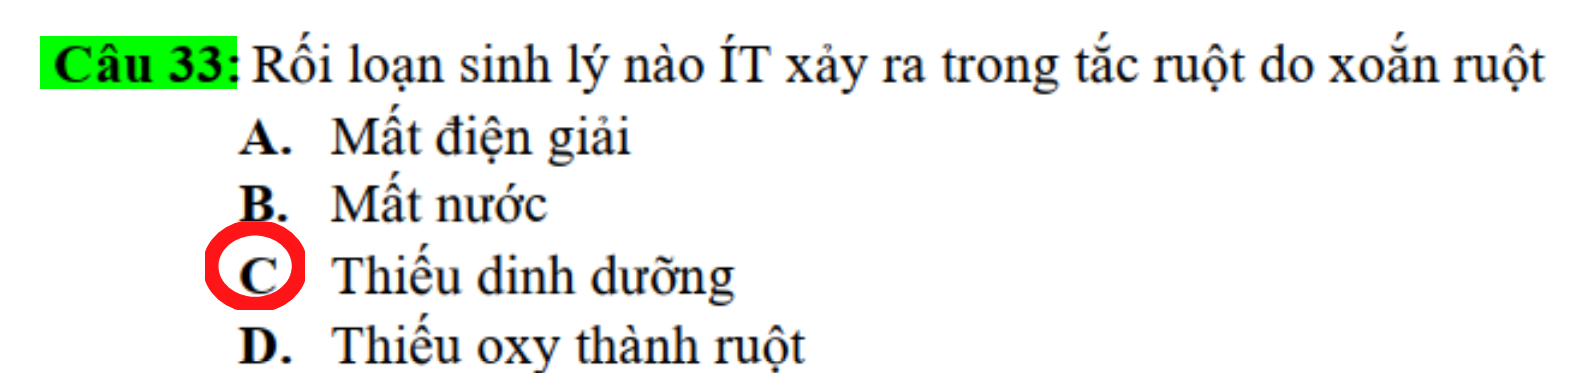 Câu 33: Rối loạn sinh lý nào ÍT xảy ra trong tắc ruột do xoắn ruột
A. Mất điện giải
B. Mất nước
C Thiếu dinh dưỡng
D. Thiếu oxy thành ruột